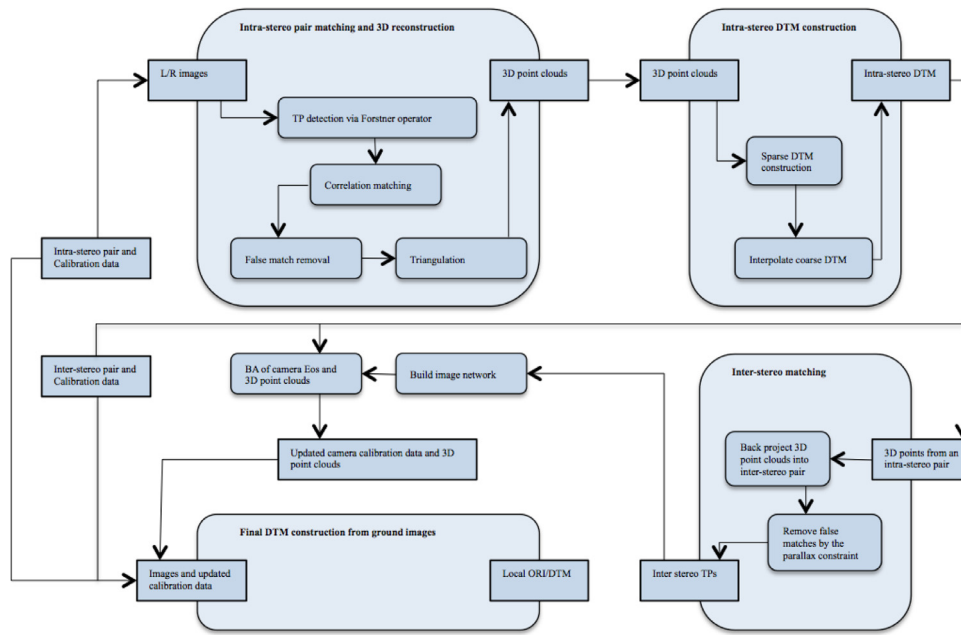 Intra-stereo pair matching and 3D reconstruction
L/R images
3D point clouds
TP detection via Forstner operator
Correlation matching
False match removal
Triangulation
Intra-stereo DTM construction
3D point clouds
Intra-stereo DTM
Sparse DTM
construction
Interpolate coarse DTM
Intra-stereo pair and
Calibration data
Inter-stereo pair and
Calibration data
BA of camera Eos and
3D point clouds
Build image network
Updated camera calibration data and 3D
point clouds
Inter-stereo matching
Back project 3D
point clouds into
inter-stereo pair
3D points from an
intra-stereo pair
Remove false
matches by the
parallax constraint
Inter stereo TPs
Final DTM construction from ground images
Images and updated
calibration data
Local ORI/DTM